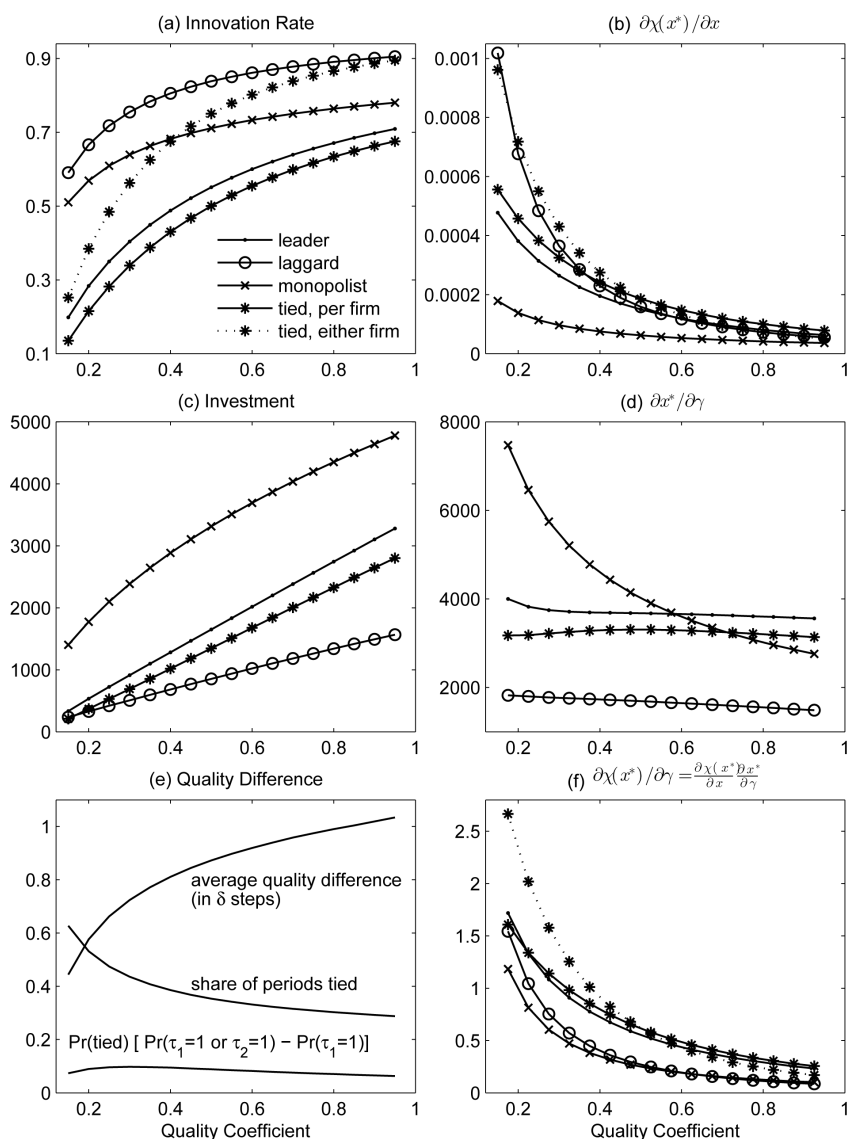 (a) Innovation Rate
0.9
0.7
0.5
0.3
0.1
0.2 0.4 0.6 0.8 1
leader
laggard
monopolist
tied, per firm
tied, either firm
(b) ∂χ(x*)/∂x
0.001
0.0008
0.0006
0.0004
0.0002
0
0.2 0.4 0.6 0.8 1
(c) Investment
5000
4000
3000
2000
1000
0
0.2 0.4 0.6 0.8 1
(d) ∂x*/∂γ
8000
6000
4000
2000
0.2 0.4 0.6 0.8 1
(e) Quality Difference
1
0.8
0.6
0.4
0.2
0
average quality difference
(in δ steps)
share of periods tied
Pr(tied) [ Pr(τ₁=1 or τ₂=1) − Pr(τ₁=1)]
0.2 0.4 0.6 0.8 1
Quality Coefficient
(f) ∂χ(x*)/∂γ = ∂χ(x*)/∂x ∂x*/∂γ
2.5
2
1.5
1
0.5
0
0.2 0.4 0.6 0.8 1
Quality Coefficient